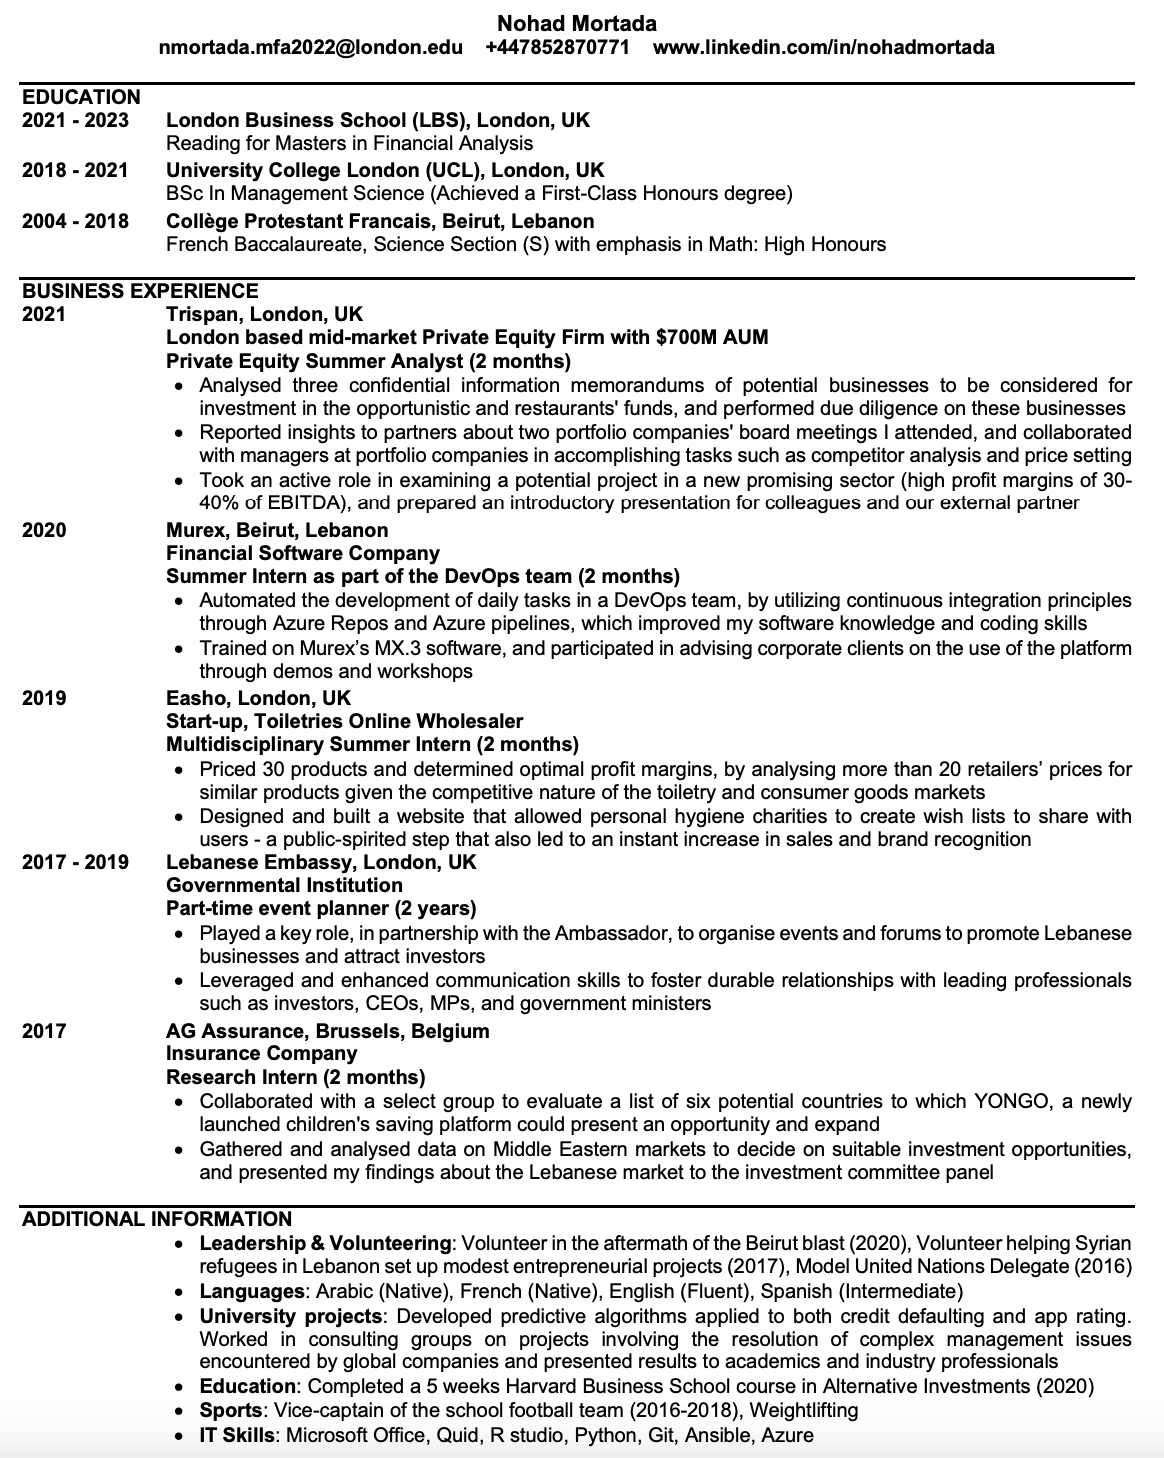 Nohad Mortada
nmortada.mfa2022@london.edu +447852870771 www.linkedin.com/in/nohadmortada
EDUCATION
2021 - 2023 London Business School (LBS), London, UK
Reading for Masters in Financial Analysis
2018 - 2021 University College London (UCL), London, UK
BSc In Management Science (Achieved a First-Class Honours degree)
2004 - 2018 Collège Protestant Francais, Beirut, Lebanon
French Baccalaureate, Science Section (S) with emphasis in Math: High Honours
BUSINESS EXPERIENCE
2021 Trispan, London, UK
London based mid-market Private Equity Firm with $700M AUM
Private Equity Summer Analyst (2 months)
• Analysed three confidential information memorandums of potential businesses to be considered for
investment in the opportunistic and restaurants' funds, and performed due diligence on these businesses
• Reported insights to partners about two portfolio companies' board meetings I attended, and collaborated
with managers at portfolio companies in accomplishing tasks such as competitor analysis and price setting
• Took an active role in examining a potential project in a new promising sector (high profit margins of 30-
40% of EBITDA), and prepared an introductory presentation for colleagues and our external partner
2020 Murex, Beirut, Lebanon
Financial Software Company
Summer Intern as part of the DevOps team (2 months)
• Automated the development of daily tasks in a DevOps team, by utilizing continuous integration principles
through Azure Repos and Azure pipelines, which improved my software knowledge and coding skills
• Trained on Murex’s MX.3 software, and participated in advising corporate clients on the use of the platform
through demos and workshops
2019 Easho, London, UK
Start-up, Toiletries Online Wholesaler
Multidisciplinary Summer Intern (2 months)
• Priced 30 products and determined optimal profit margins, by analysing more than 20 retailers’ prices for
similar products given the competitive nature of the toiletry and consumer goods markets
• Designed and built a website that allowed personal hygiene charities to create wish lists to share with
users - a public-spirited step that also led to an instant increase in sales and brand recognition
2017 - 2019 Lebanese Embassy, London, UK
Governmental Institution
Part-time event planner (2 years)
• Played a key role, in partnership with the Ambassador, to organise events and forums to promote Lebanese
businesses and attract investors
• Leveraged and enhanced communication skills to foster durable relationships with leading professionals
such as investors, CEOs, MPs, and government ministers
2017 AG Assurance, Brussels, Belgium
Insurance Company
Research Intern (2 months)
• Collaborated with a select group to evaluate a list of six potential countries to which YONGO, a newly
launched children's saving platform could present an opportunity and expand
• Gathered and analysed data on Middle Eastern markets to decide on suitable investment opportunities,
and presented my findings about the Lebanese market to the investment committee panel
ADDITIONAL INFORMATION
• Leadership & Volunteering: Volunteer in the aftermath of the Beirut blast (2020), Volunteer helping Syrian
refugees in Lebanon set up modest entrepreneurial projects (2017), Model United Nations Delegate (2016)
• Languages: Arabic (Native), French (Native), English (Fluent), Spanish (Intermediate)
• University projects: Developed predictive algorithms applied to both credit defaulting and app rating.
Worked in consulting groups on projects involving the resolution of complex management issues
encountered by global companies and presented results to academics and industry professionals
• Education: Completed a 5 weeks Harvard Business School course in Alternative Investments (2020)
• Sports: Vice-captain of the school football team (2016-2018), Weightlifting
• IT Skills: Microsoft Office, Quid, R studio, Python, Git, Ansible, Azure